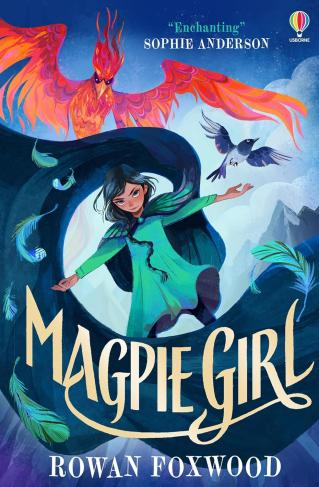 “Enchanting”
SOPHIE ANDERSON
USBORNE
MAGPIE GIRL
ROWAN FOXWOOD